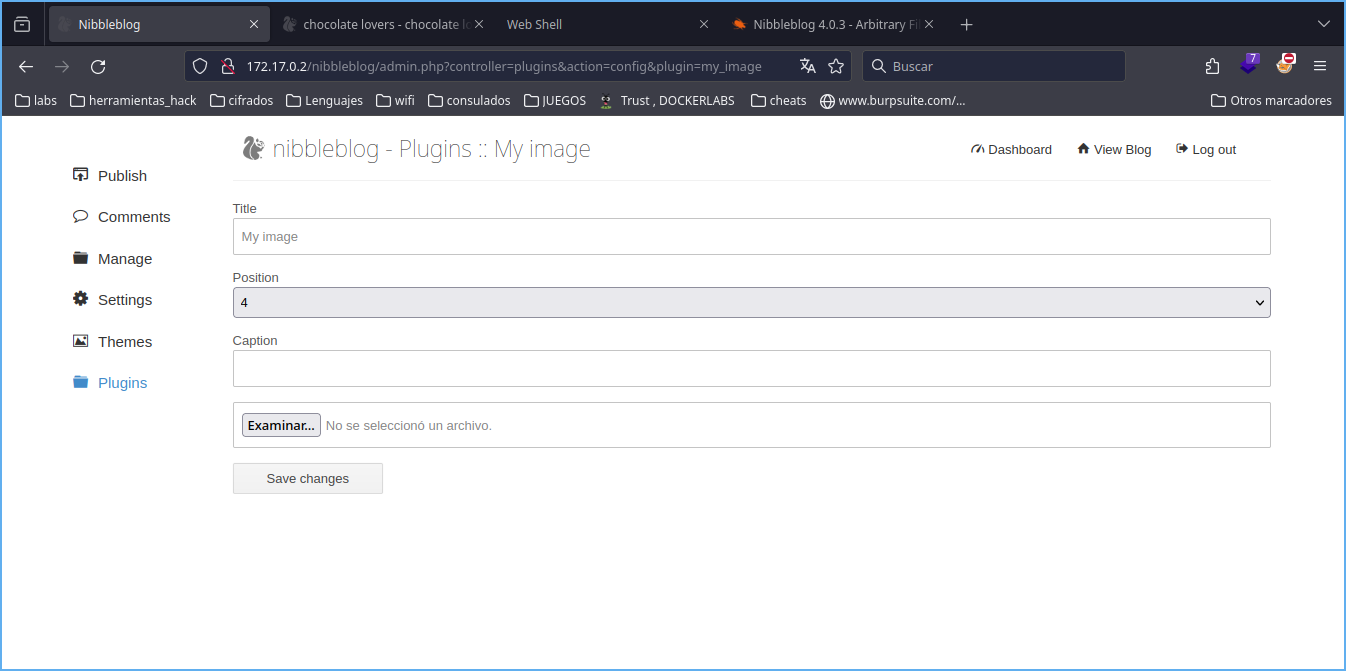 Nibbleblog
chocolate lovers - chocolate lo
Web Shell
Nibbleblog 4.0.3 - Arbitrary Fi
172.17.0.2/nibbleblog/admin.php?controller=plugins&action=config&plugin=my_image
Buscar
7
labs
herramientas_hack
cifrados
Lenguajes
wifi
consulados
JUEGOS
Trust , DOCKERLABS
cheats
www.burpsuite.com/...
Otros marcadores
nibbleblog - Plugins :: My image
Dashboard
View Blog
Log out
Publish
Comments
Manage
Settings
Themes
Plugins
Title
My image
Position
4
Caption
Examinar...
No se seleccionó un archivo.
Save changes